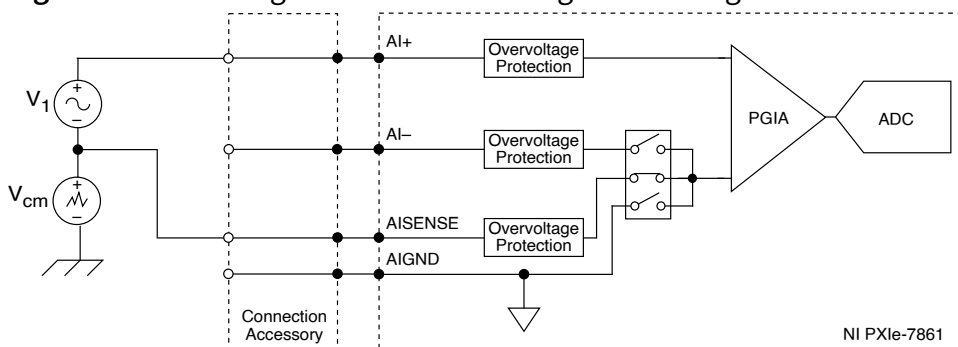 AI+
Overvoltage
Protection
V1
+
−
PGIA
ADC
AI−
Overvoltage
Protection
Vcm
+
−
AISENSE
Overvoltage
Protection
AIGND
Connection
Accessory
NI PXIe-7861